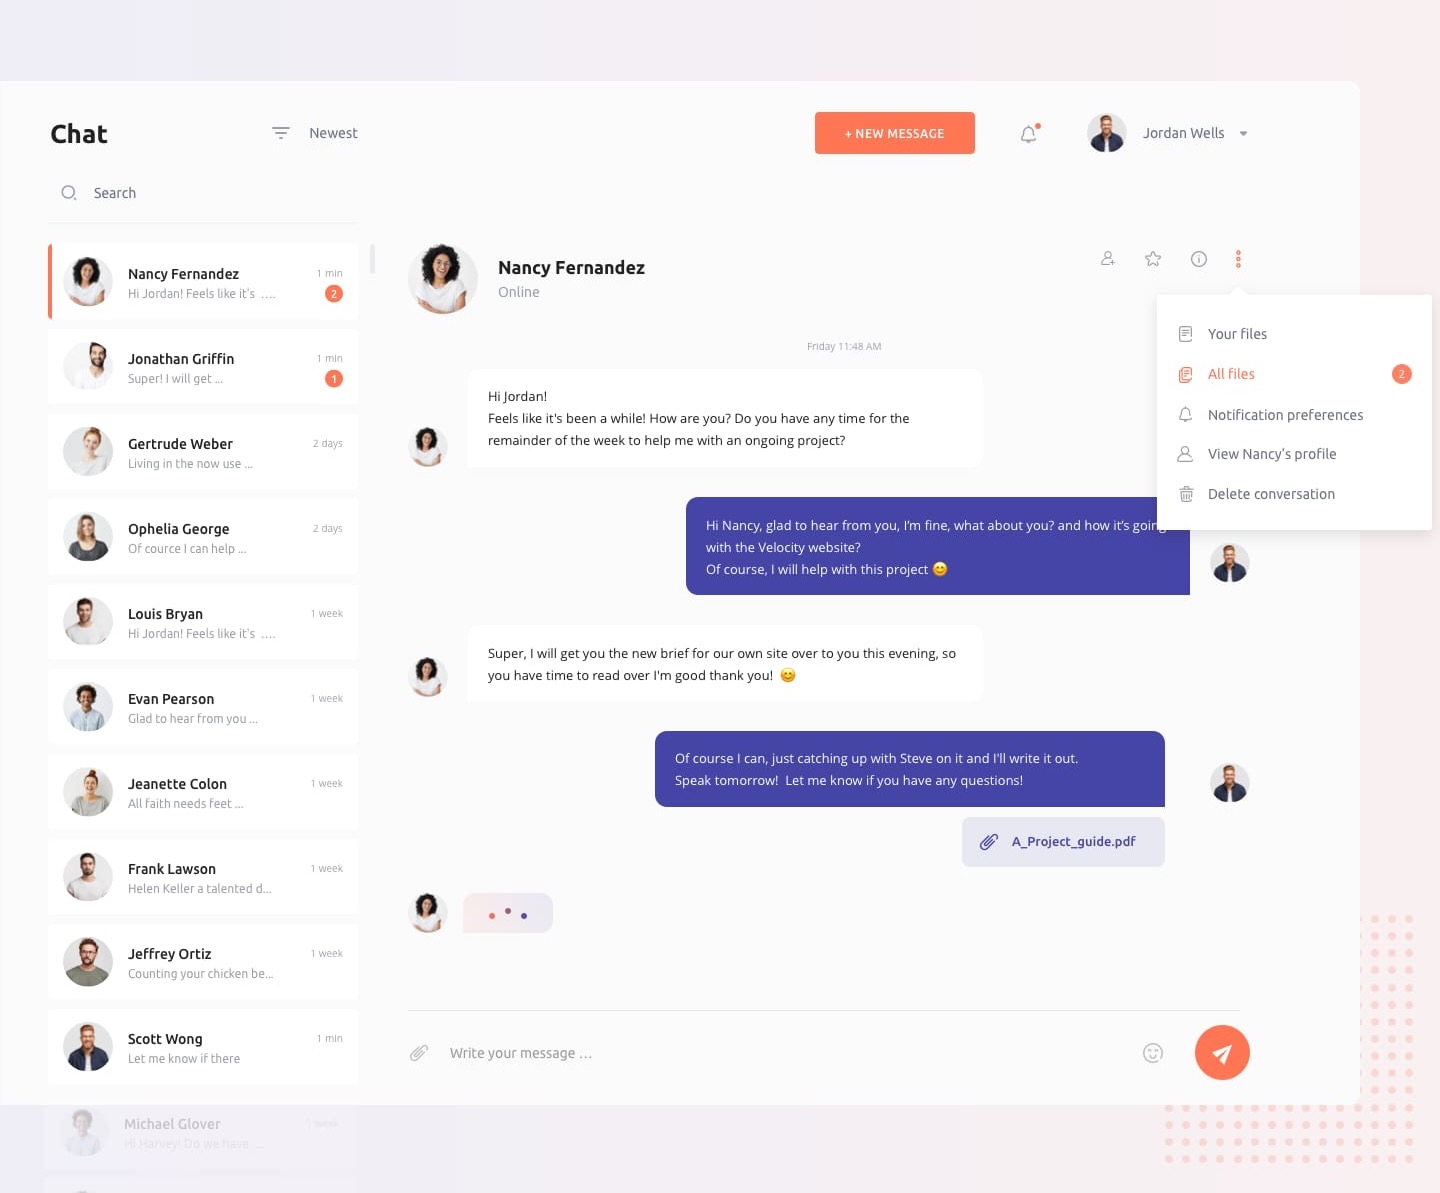 Chat
Newest
+ NEW MESSAGE
Jordan Wells
Search
Nancy Fernandez
1 min
Hi Jordan! Feels like it's ....
2
Jonathan Griffin
1 min
Super! I will get ...
1
Gertrude Weber
2 days
Living in the now use ...
Ophelia George
2 days
Of cource I can help ...
Louis Bryan
1 week
Hi Jordan! Feels like it's ....
Evan Pearson
1 week
Glad to hear from you ...
Jeanette Colon
1 week
All faith needs feet ...
Frank Lawson
1 week
Helen Keller a talented d...
Jeffrey Ortiz
1 week
Counting your chicken be...
Scott Wong
1 min
Let me know if there
Michael Glover
1 week
Hi Harvey! Do we have ....
Nancy Fernandez
Online
Friday 11:48 AM
Hi Jordan!
Feels like it's been a while! How are you? Do you have any time for the
remainder of the week to help me with an ongoing project?
Hi Nancy, glad to hear from you, I'm fine, what about you? and how it's going
with the Velocity website?
Of course, I will help with this project 😊
Super, I will get you the new brief for our own site over to you this evening, so
you have time to read over I'm good thank you! 😊
Of course I can, just catching up with Steve on it and I'll write it out.
Speak tomorrow! Let me know if you have any questions!
A_Project_guide.pdf
Write your message ...
Your files
All files
2
Notification preferences
View Nancy's profile
Delete conversation